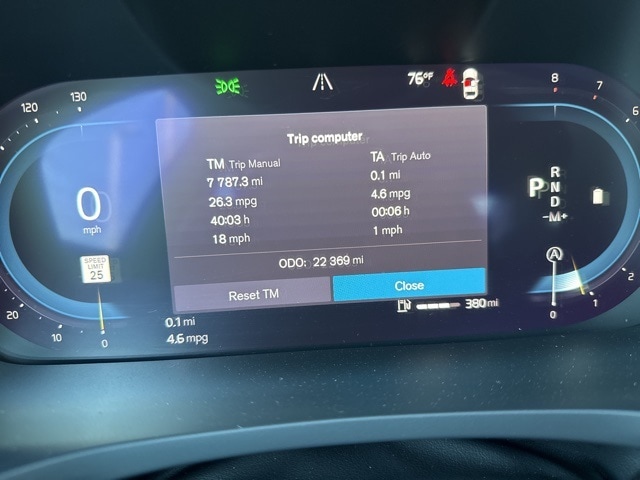 76°F
120 130
8 7 6
Trip computer
TM Trip Manual
7 787.3 mi
26.3 mpg
40:03 h
18 mph
TA Trip Auto
0.1 mi
4.6 mpg
00:06 h
1 mph
ODO: 22 369 mi
Reset TM
Close
0
mph
SPEED
LIMIT
25
P
R
N
D
-M+
A
20
10
0
0
1
2
0.1 mi
4.6 mpg
380 mi